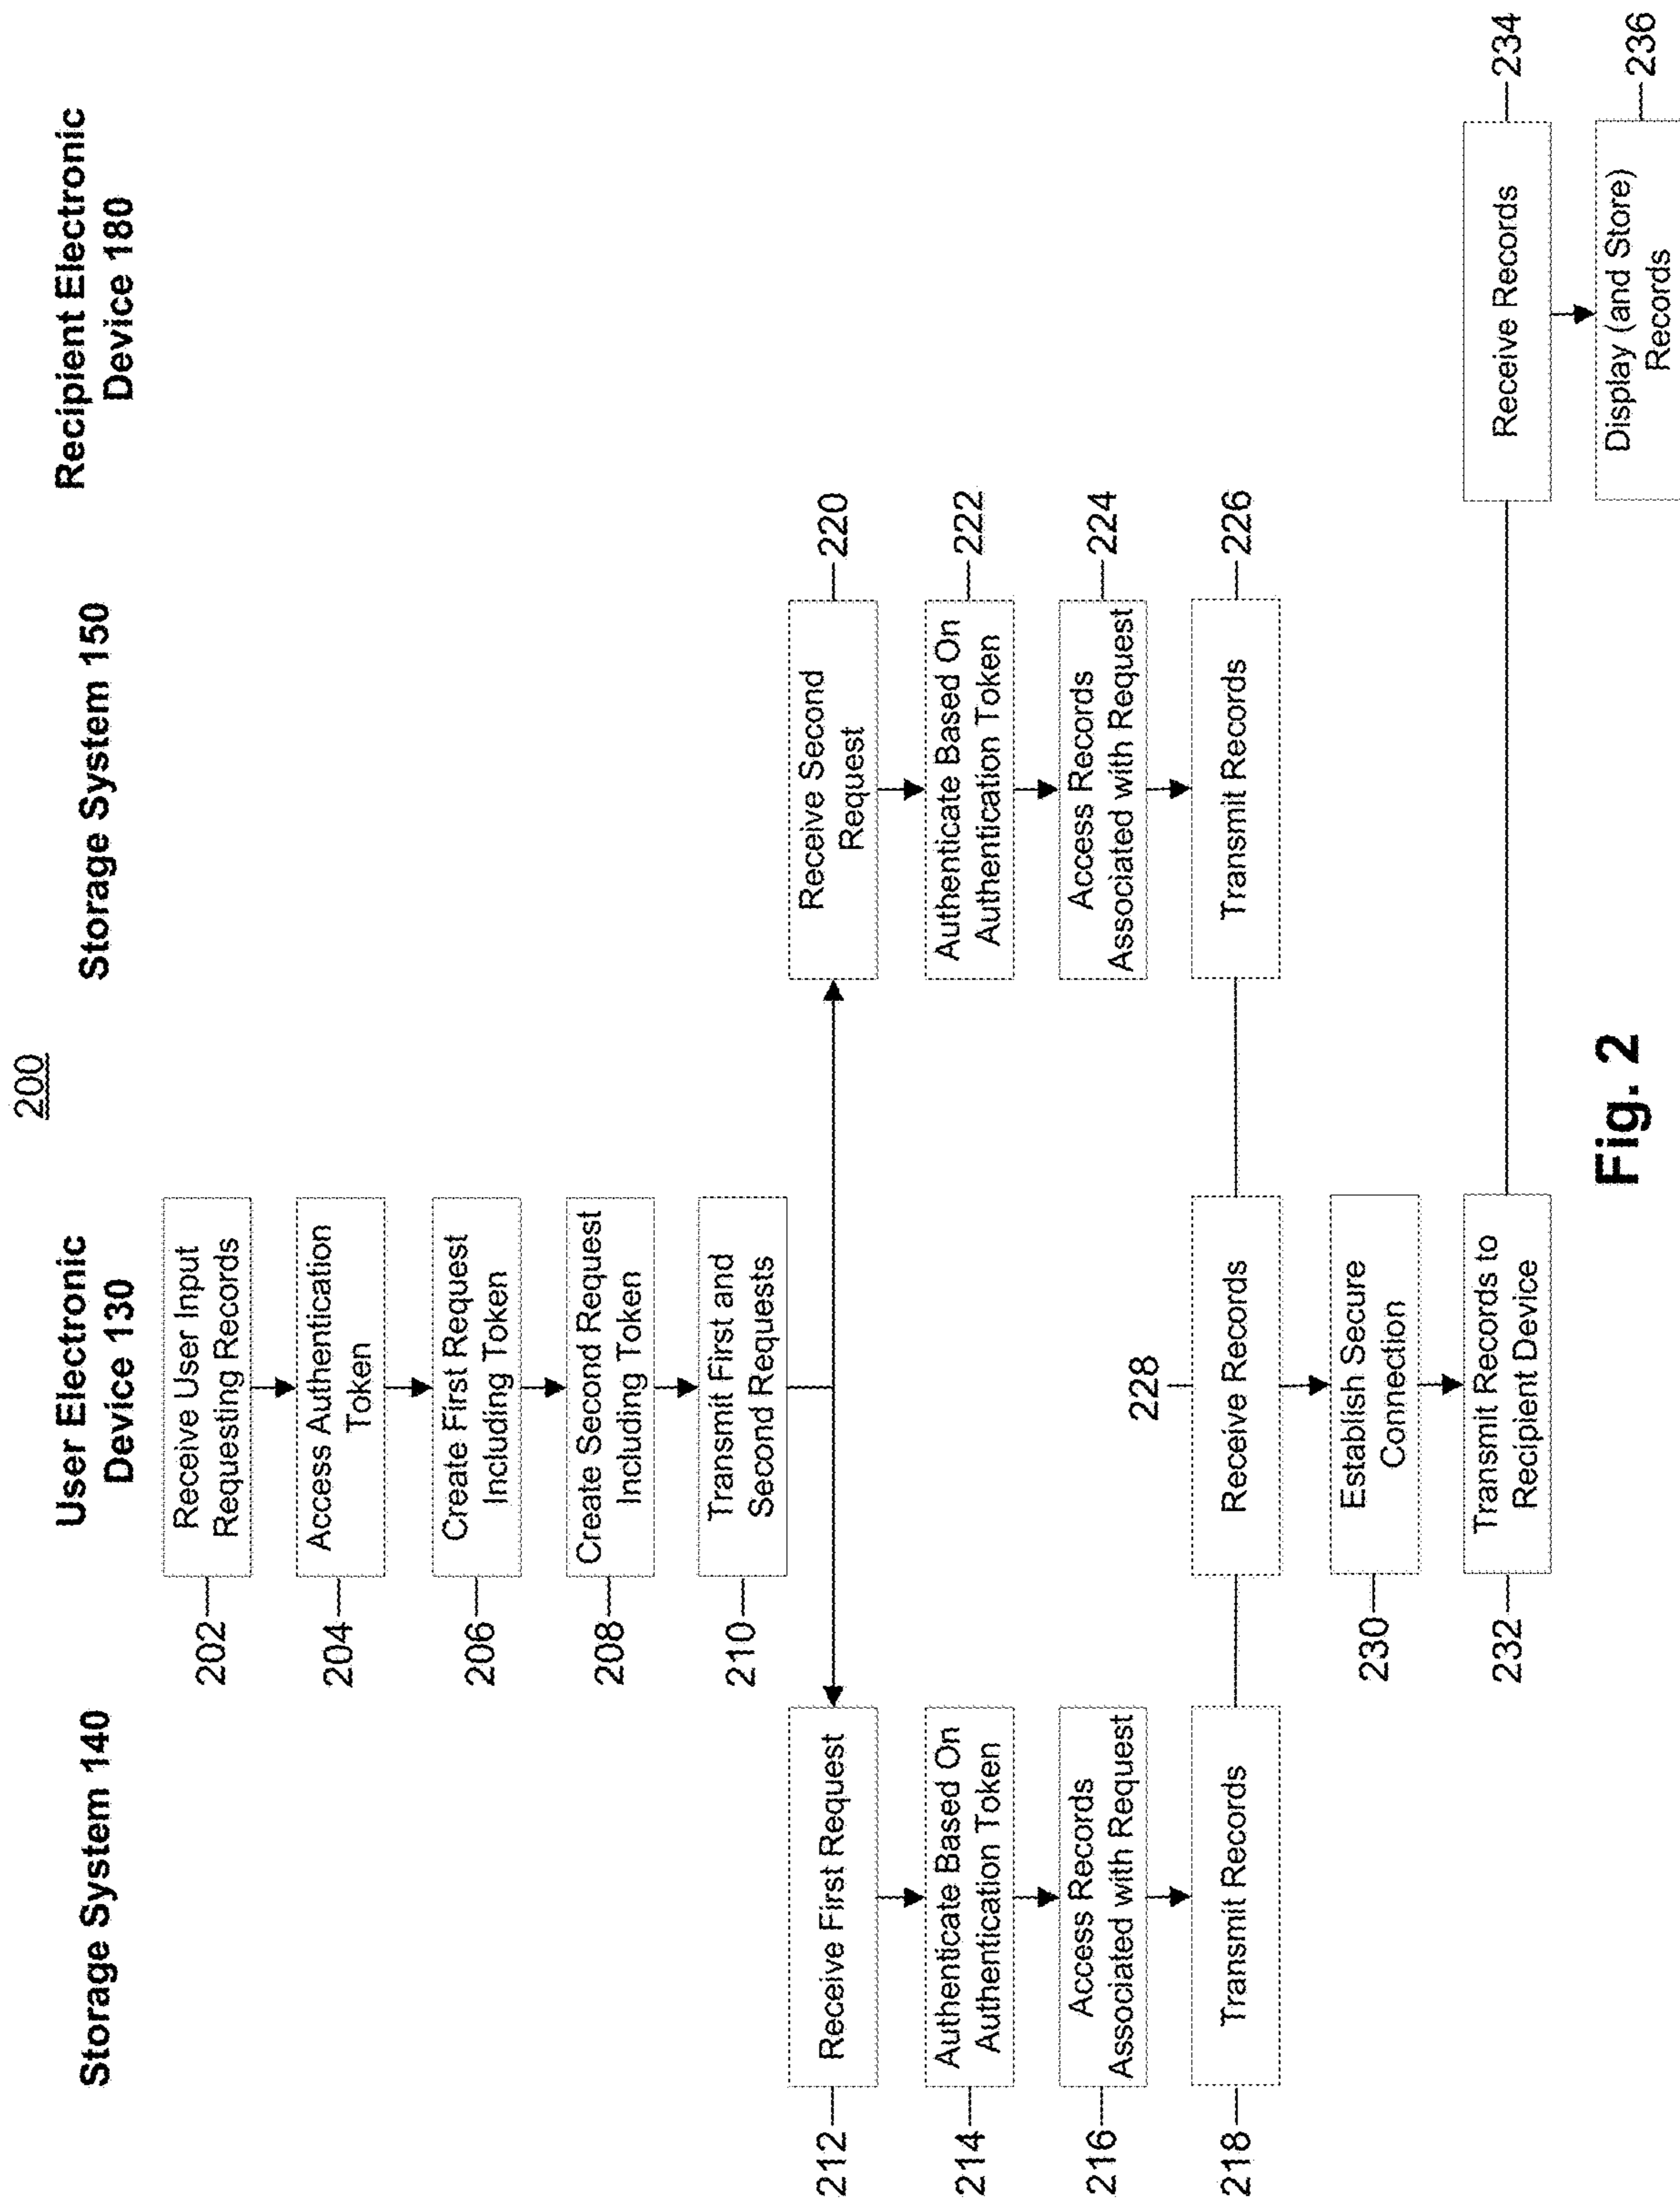 200
Storage System 140
User Electronic
Device 130
Storage System 150
Recipient Electronic
Device 180
202
Receive User Input
Requesting Records
204
Access Authentication
Token
206
Create First Request
Including Token
208
Create Second Request
Including Token
210
Transmit First and
Second Requests
212
Receive First Request
Receive Second
Request
220
214
Authenticate Based On
Authentication Token
Authenticate Based On
Authentication Token
222
216
Access Records
Associated with Request
Access Records
Associated with Request
224
218
Transmit Records
228
Receive Records
Transmit Records
226
230
Establish Secure
Connection
232
Transmit Records to
Recipient Device
Receive Records
234
Display (and Store)
Records
236
Fig. 2